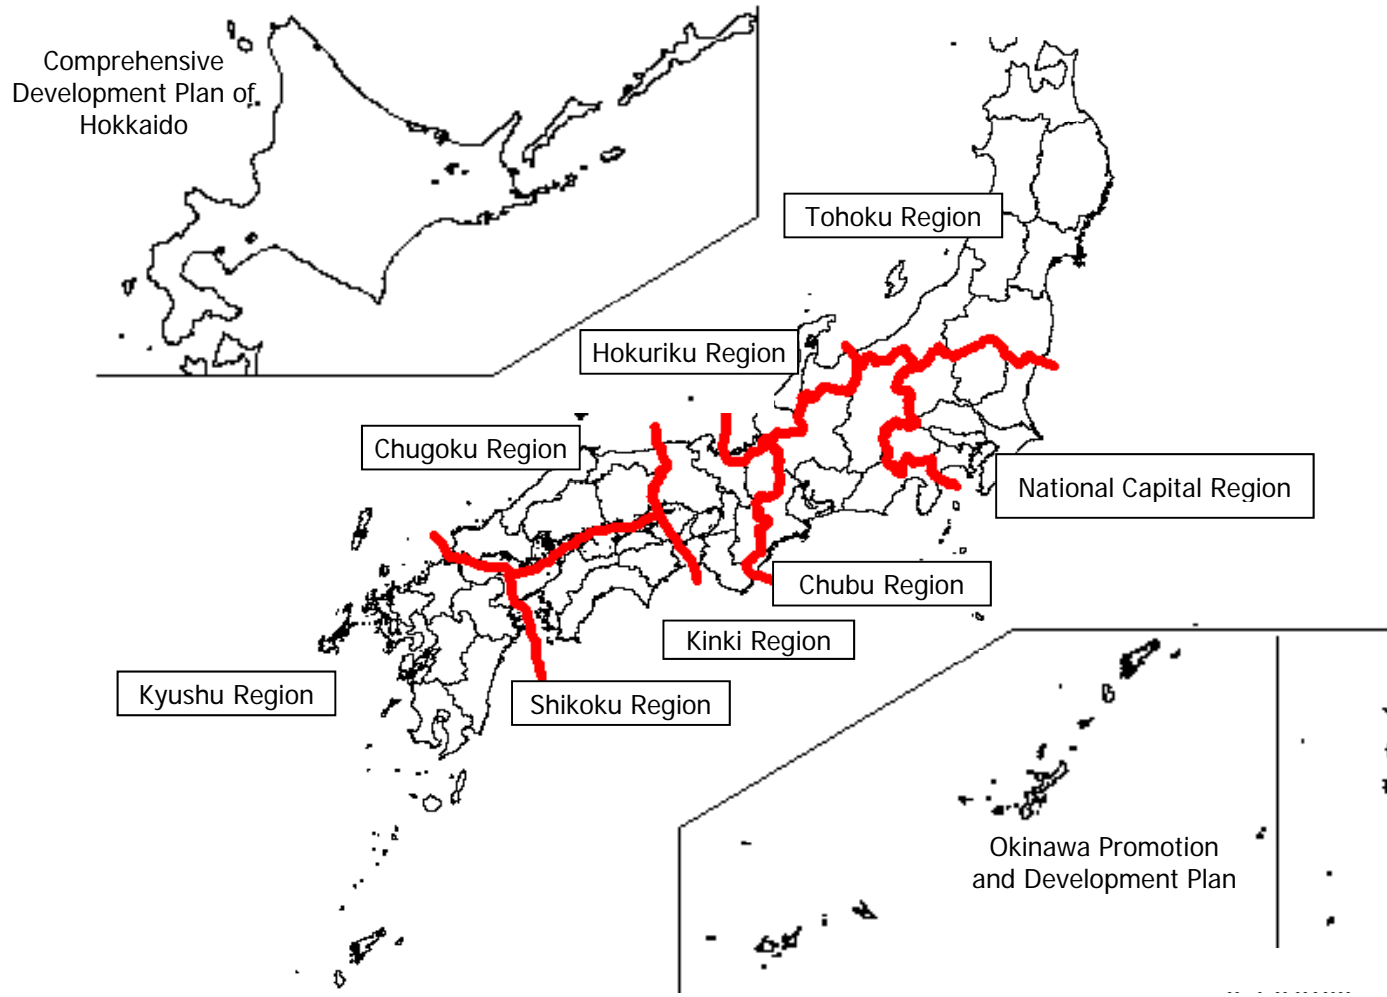 Comprehensive
Development Plan of
Hokkaido
Tohoku Region
Hokuriku Region
Chugoku Region
National Capital Region
Chubu Region
Kinki Region
Kyushu Region
Shikoku Region
Okinawa Promotion
and Development Plan